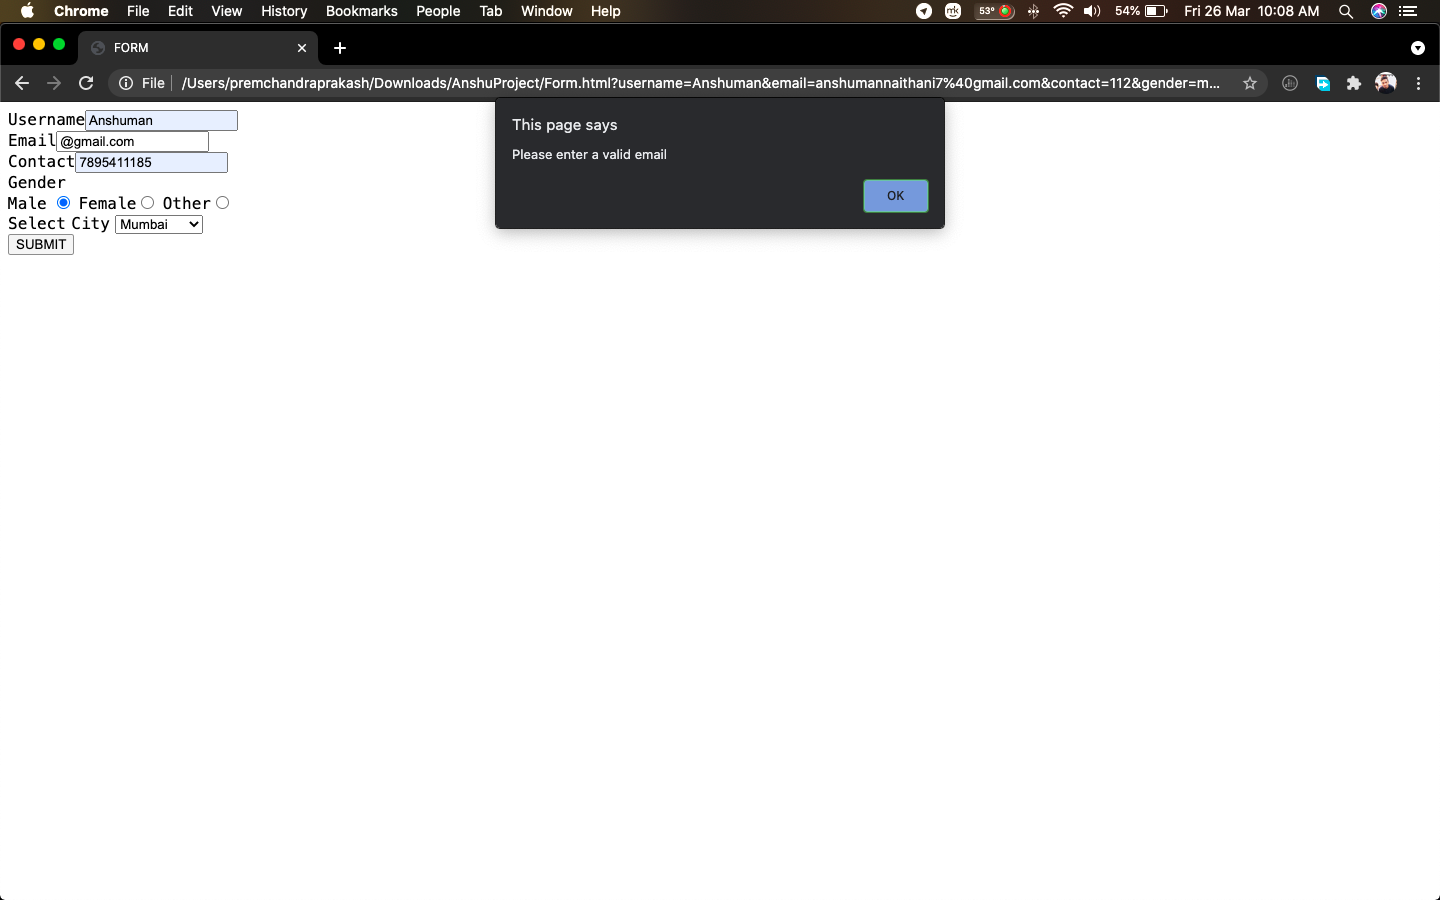 Chrome File Edit View History Bookmarks People Tab Window Help mk 53° 54% Fri 26 Mar 10:08 AM
FORM
File /Users/premchandraprakash/Downloads/AnshuProject/Form.html?username=Anshuman&email=anshumannaithani7%40gmail.com&contact=112&gender=m...
This page says
Please enter a valid email
OK
Username Anshuman
Email @gmail.com
Contact 7895411185
Gender
Male Female Other
Select City Mumbai
SUBMIT